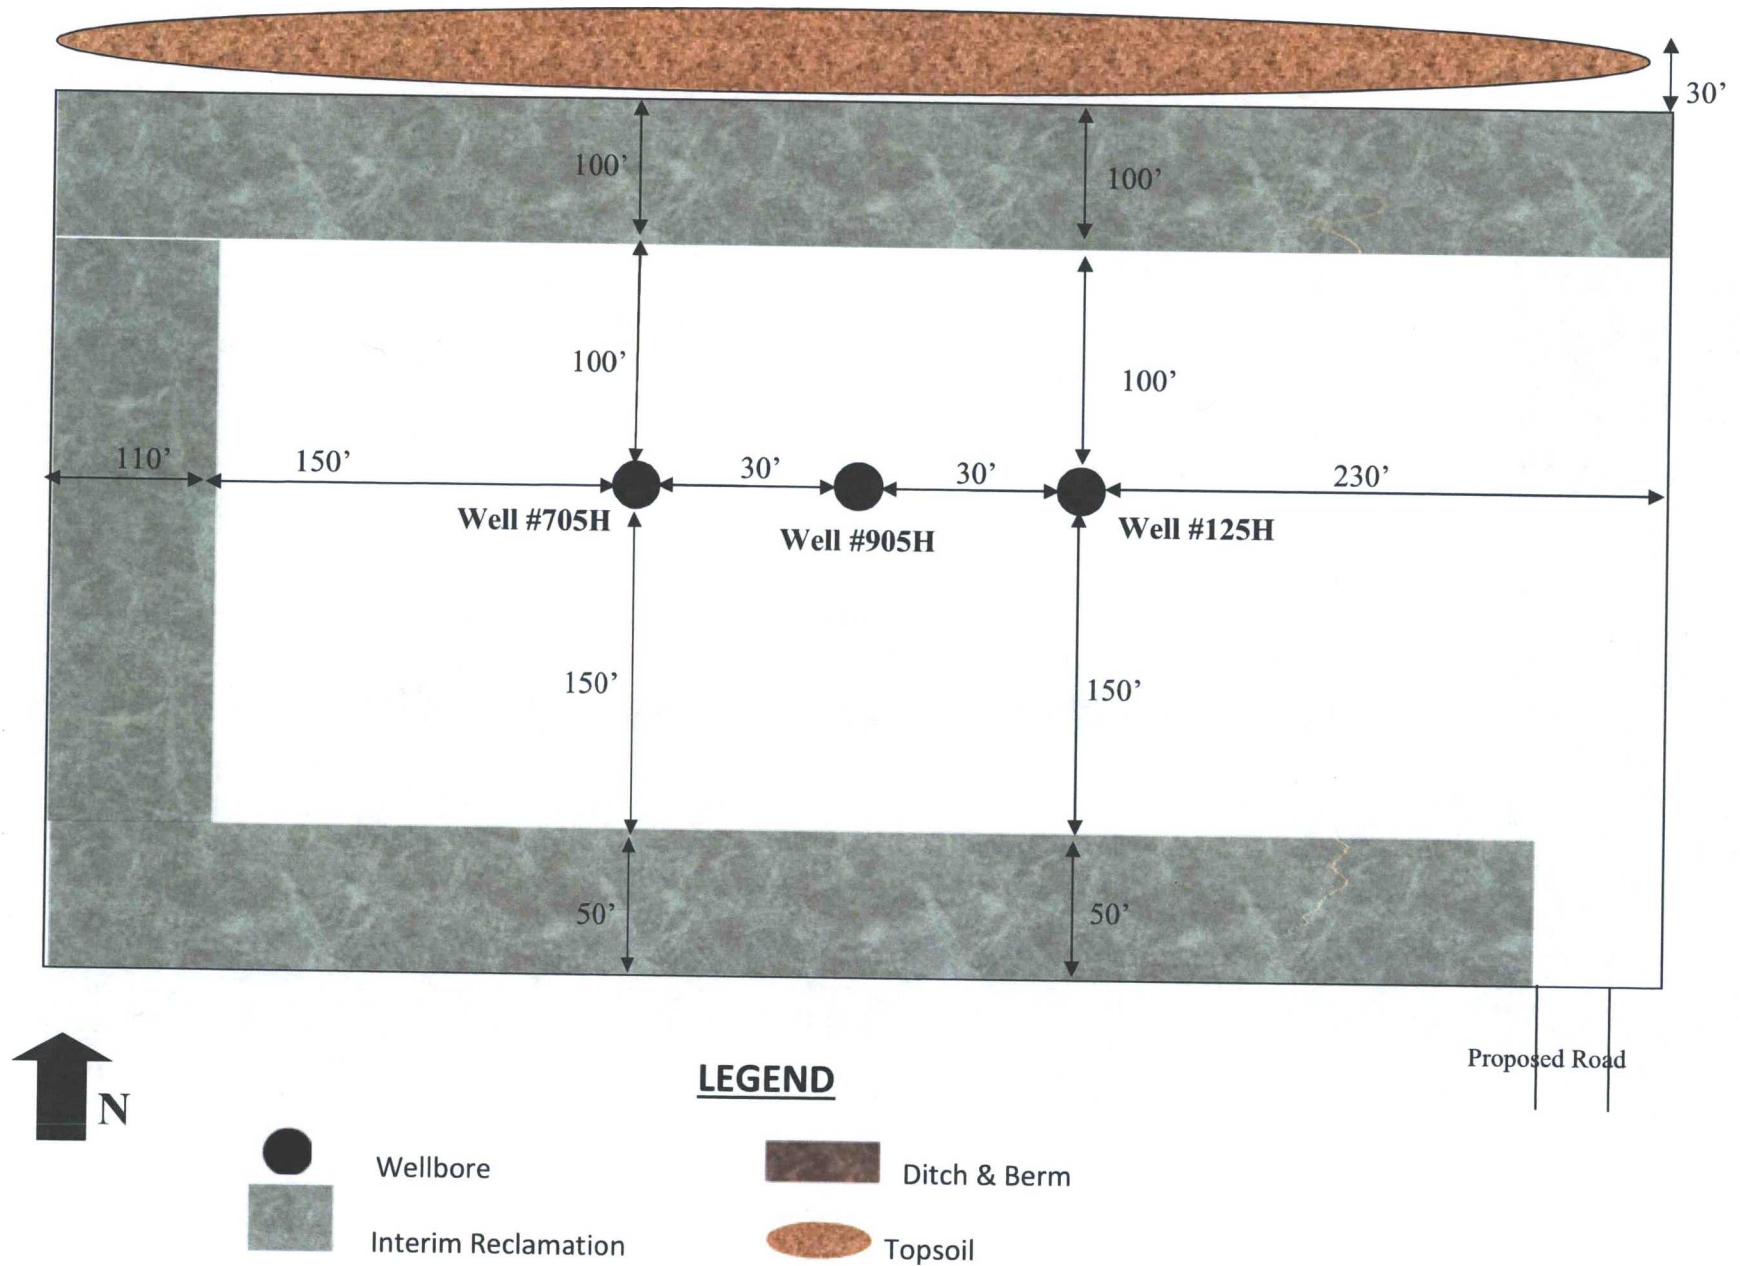 30’
100’
100’
100’
100’
110’
150’
30’
30’
230’
Well #705H
Well #905H
Well #125H
150’
150’
50’
50’
Proposed Road
N
LEGEND
Wellbore
Ditch & Berm
Interim Reclamation
Topsoil